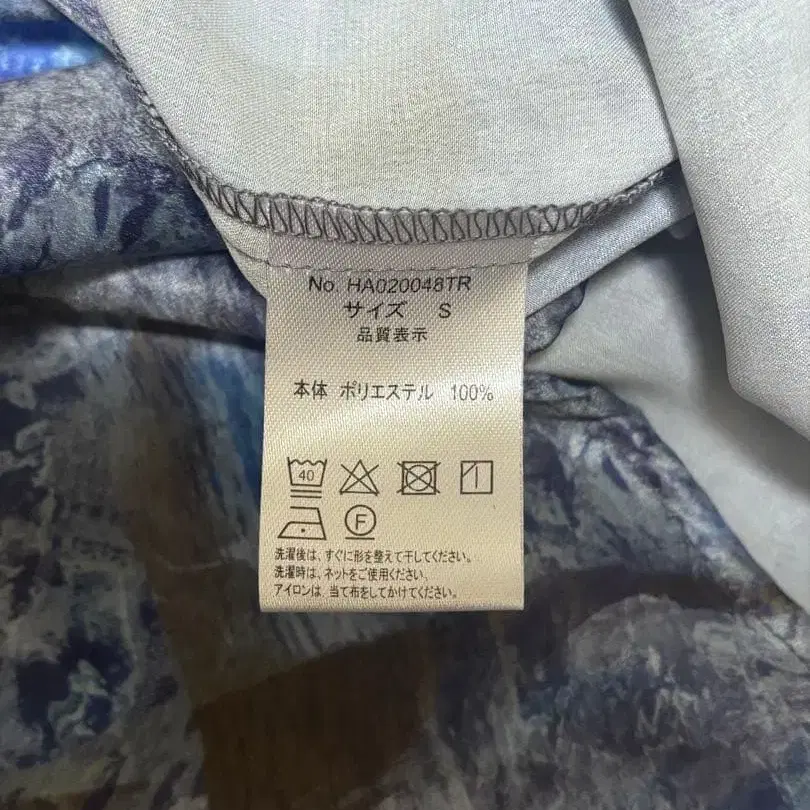 No. HA020048TR
サイズ S
品質表示
本体 ポリエステル 100%
40
F
洗濯後は、すぐに形を整えて干してください。
洗濯時は、ネットをご使用ください。
アイロンは、当て布をしてかけてください。